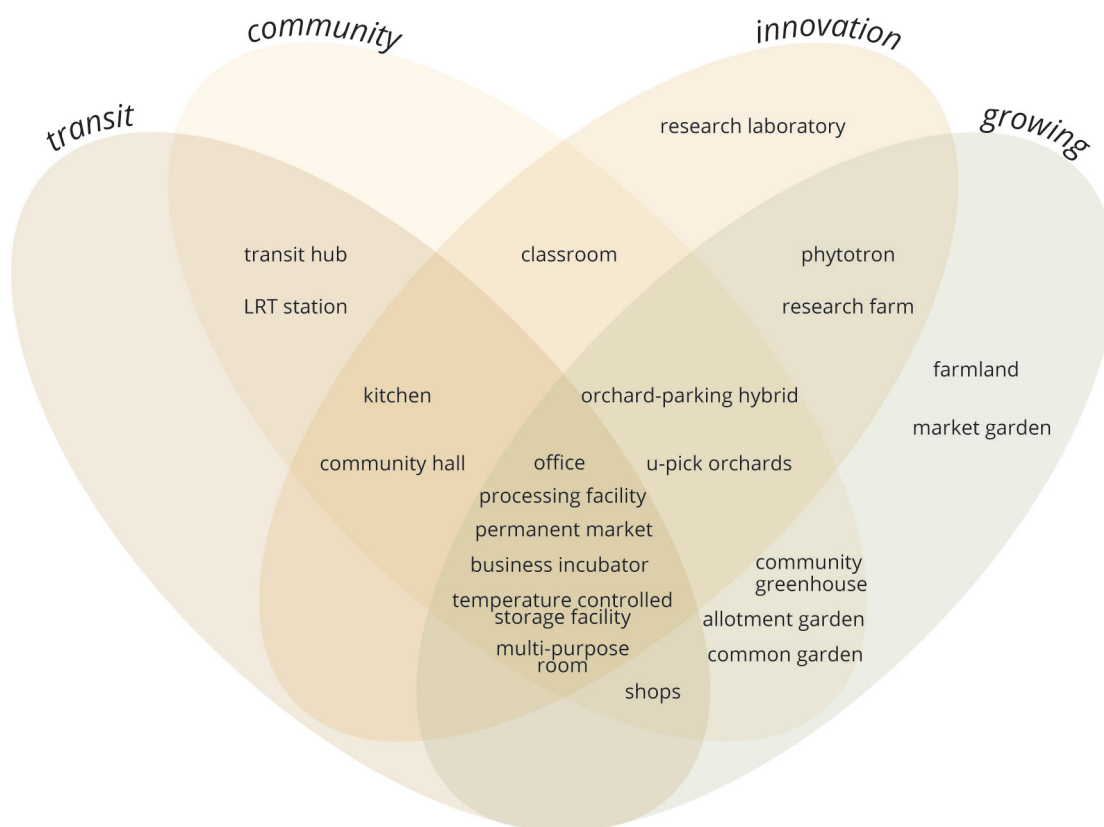 community
innovation
transit
growing
research laboratory
transit hub
classroom
phytotron
LRT station
research farm
farmland
kitchen
orchard-parking hybrid
market garden
community hall
office
u-pick orchards
processing facility
permanent market
business incubator
community
greenhouse
temperature controlled
storage facility
allotment garden
multi-purpose
room
common garden
shops